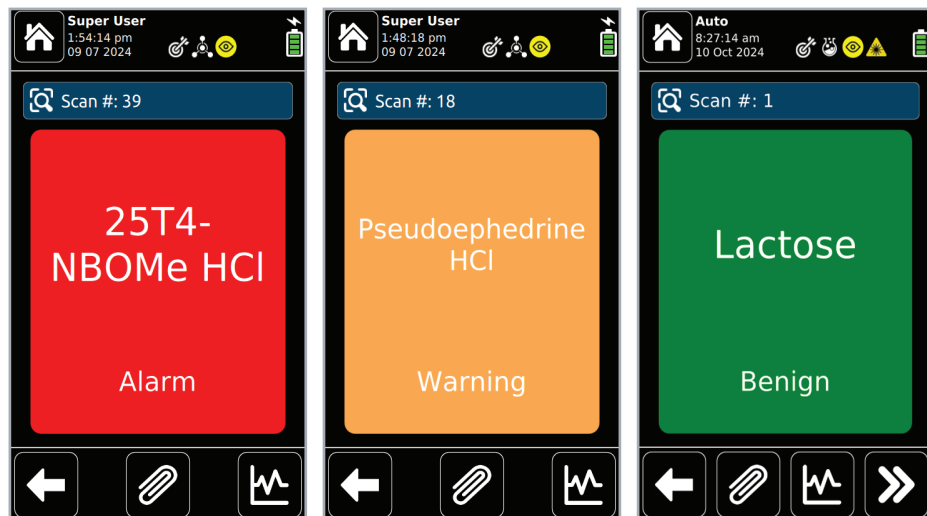 Super User
1:54:14 pm
09 07 2024
Scan #: 39
25T4-
NBOMe HCl
Alarm
Super User
1:48:18 pm
09 07 2024
Scan #: 18
Pseudoephedrine
HCl
Warning
Auto
8:27:14 am
10 Oct 2024
Scan #: 1
Lactose
Benign